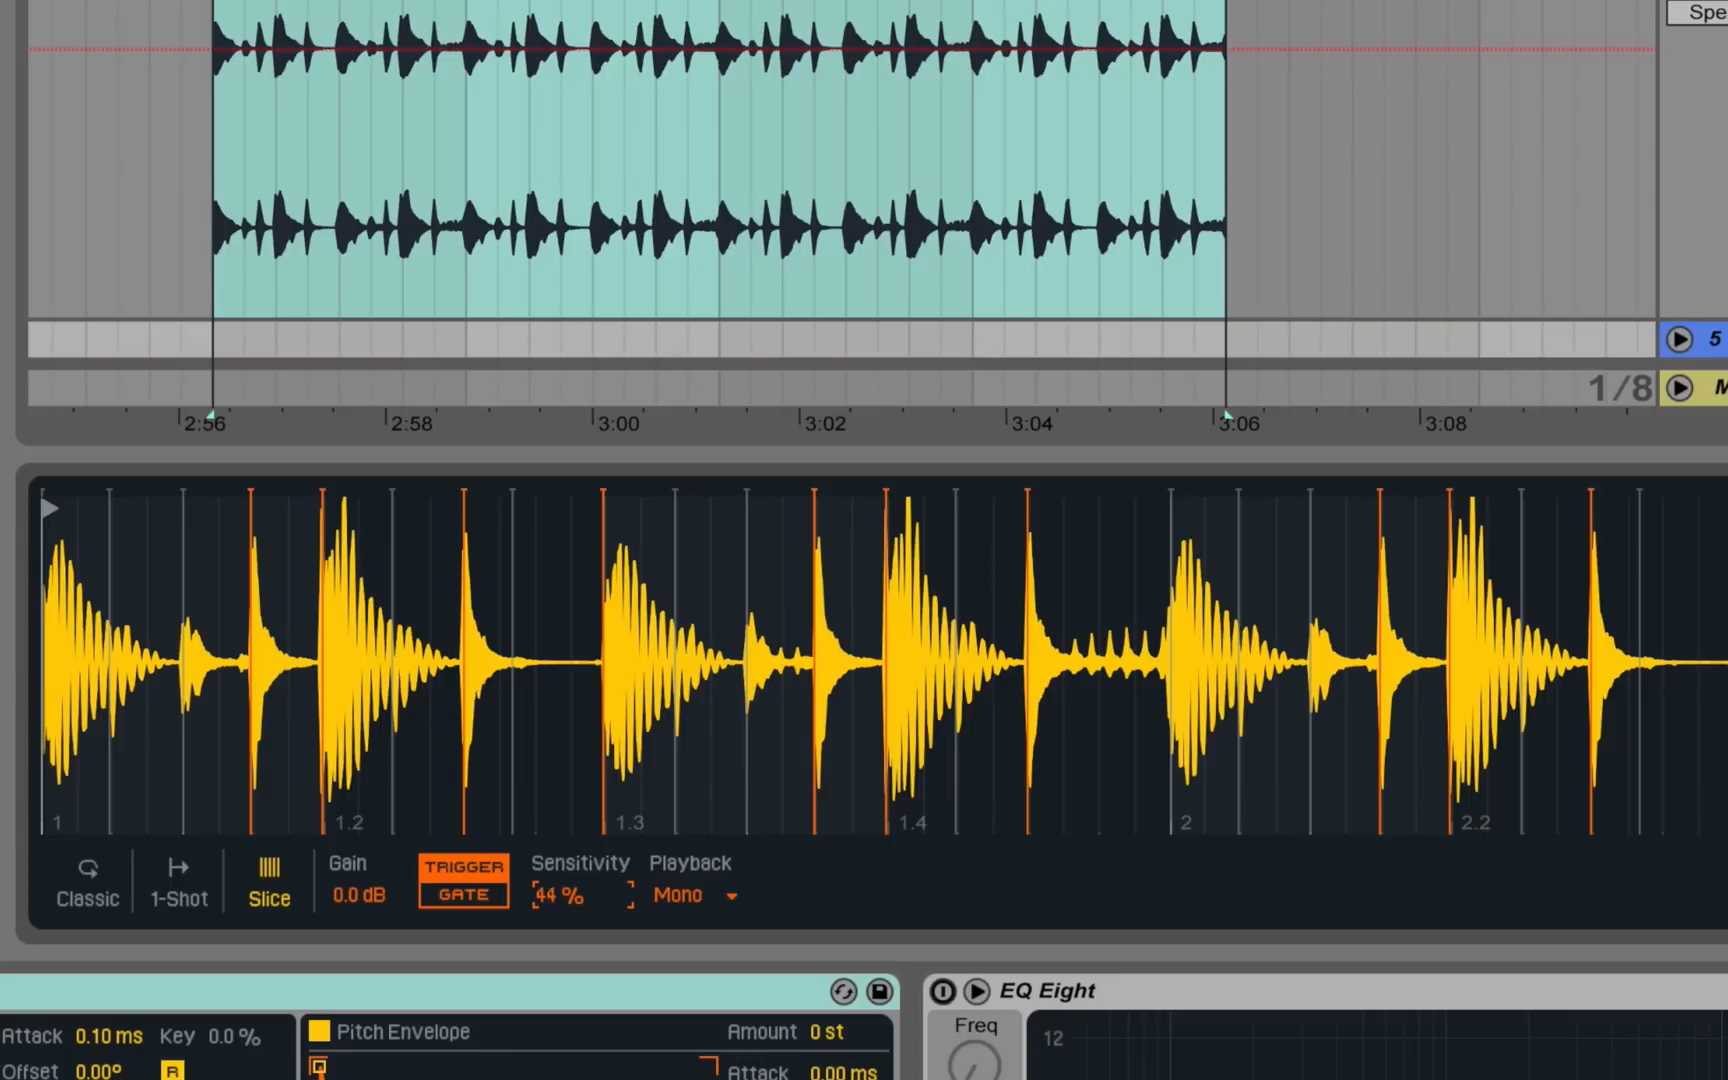 Spe
5
1/8
M
2:56 2:58 3:00 3:02 3:04 3:06 3:08
1 1.2 1.3 1.4 2 2.2
Classic 1-Shot Slice
Gain
0.0 dB
TRIGGER
GATE
Sensitivity
44 %
Playback
Mono
EQ Eight
Attack 0.10 ms Key 0.0 %
Offset 0.00° R
Pitch Envelope Amount 0 st
Attack 0.00 ms
Freq
12